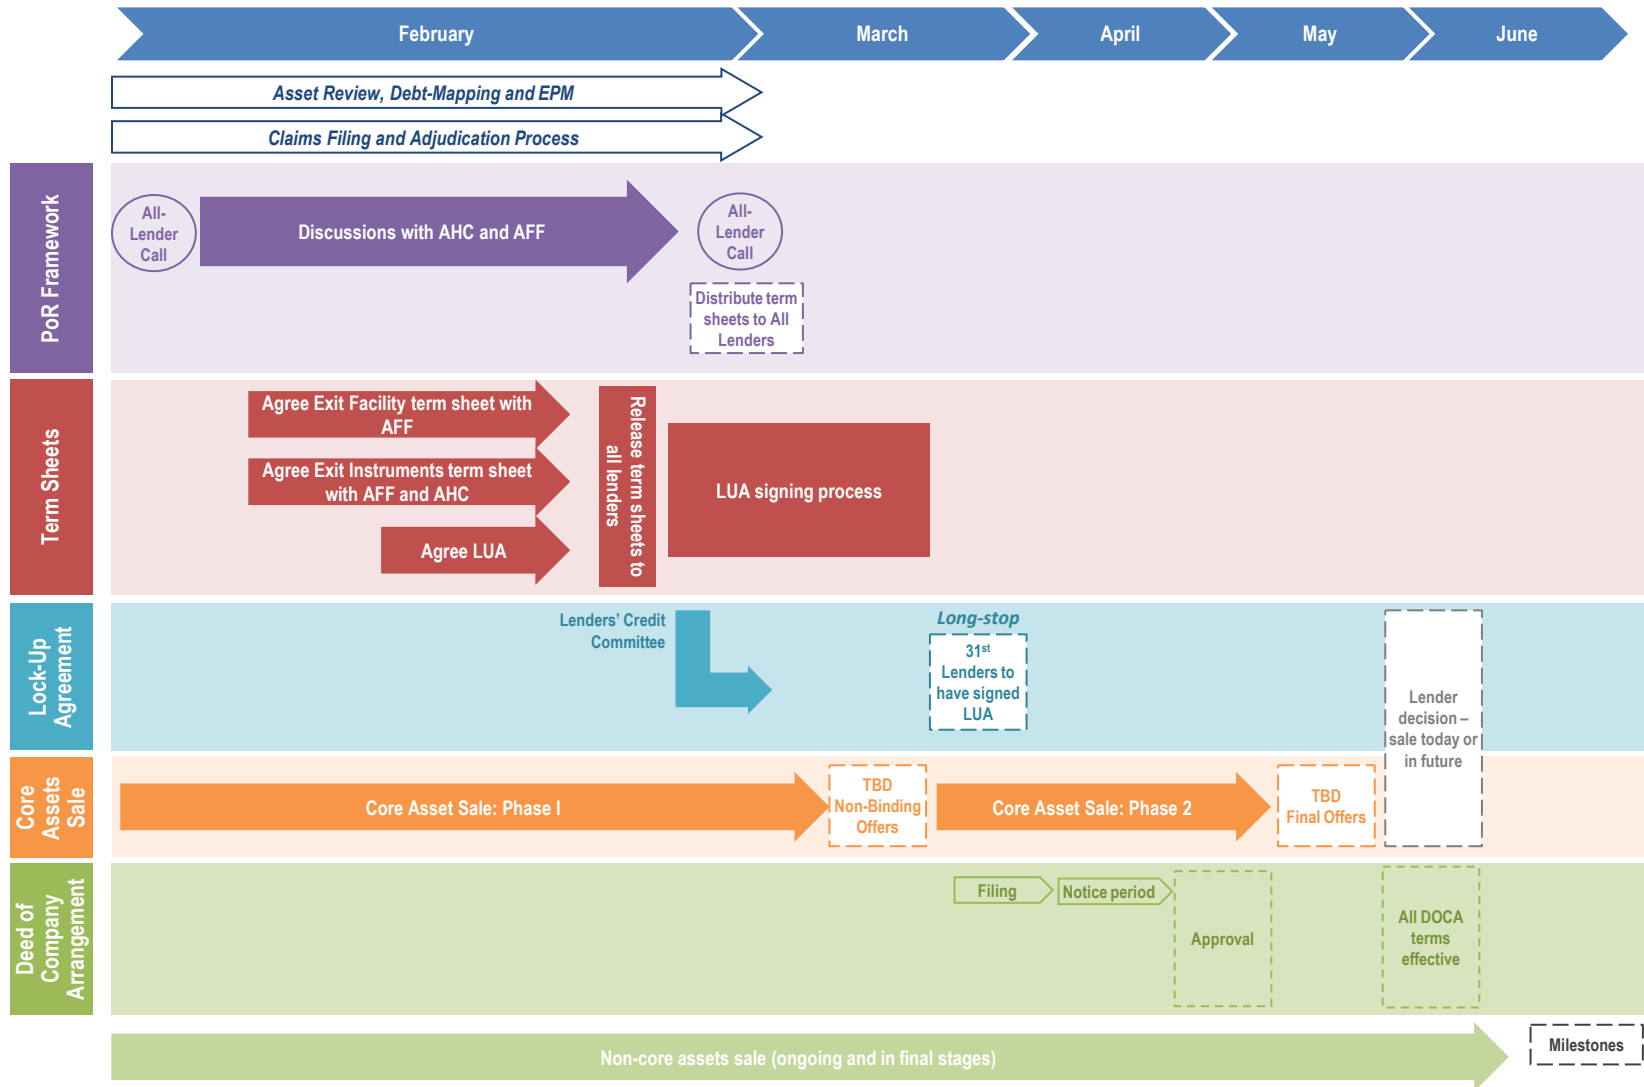 February
March
April
May
June
Asset Review, Debt-Mapping and EPM
Claims Filing and Adjudication Process
PoR Framework
All-
Lender
Call
Discussions with AHC and AFF
All-
Lender
Call
Distribute term
sheets to All
Lenders
Term Sheets
Agree Exit Facility term sheet with
AFF
Agree Exit Instruments term sheet
with AFF and AHC
Agree LUA
Release term sheets to
all lenders
LUA signing process
Lock-Up
Agreement
Lenders’ Credit
Committee
Long-stop
31st
Lenders to
have signed
LUA
Lender
decision –
sale today or
in future
Core
Assets
Sale
Core Asset Sale: Phase I
TBD
Non-Binding
Offers
Core Asset Sale: Phase 2
TBD
Final Offers
Deed of
Company
Arrangement
Filing
Notice period
Approval
All DOCA
terms
effective
Non-core assets sale (ongoing and in final stages)
Milestones